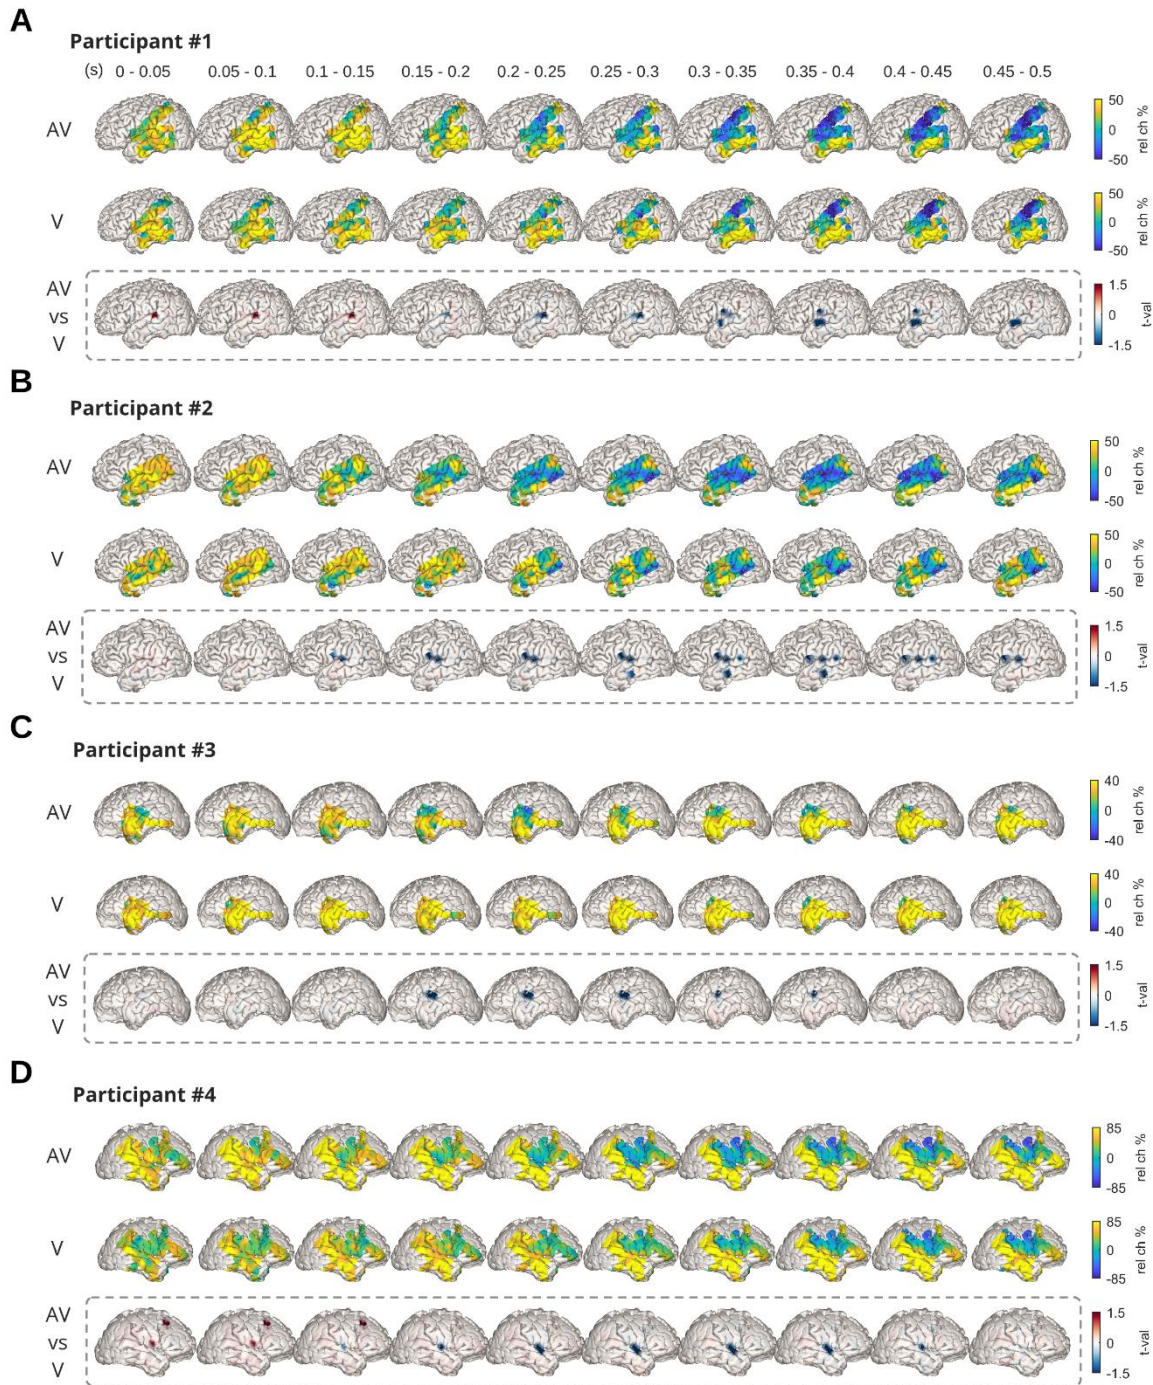 A
Participant #1
(s) 0 - 0.05 0.05 - 0.1 0.1 - 0.15 0.15 - 0.2 0.2 - 0.25 0.25 - 0.3 0.3 - 0.35 0.35 - 0.4 0.4 - 0.45 0.45 - 0.5
AV
50
0
-50
rel ch %
V
50
0
-50
rel ch %
AV
vs
V
1.5
0
-1.5
t-val
B
Participant #2
AV
50
0
-50
rel ch %
V
50
0
-50
rel ch %
AV
vs
V
1.5
0
-1.5
t-val
C
Participant #3
AV
40
0
-40
rel ch %
V
40
0
-40
rel ch %
AV
vs
V
1.5
0
-1.5
t-val
D
Participant #4
AV
85
0
-85
rel ch %
V
85
0
-85
rel ch %
AV
vs
V
1.5
0
-1.5
t-val